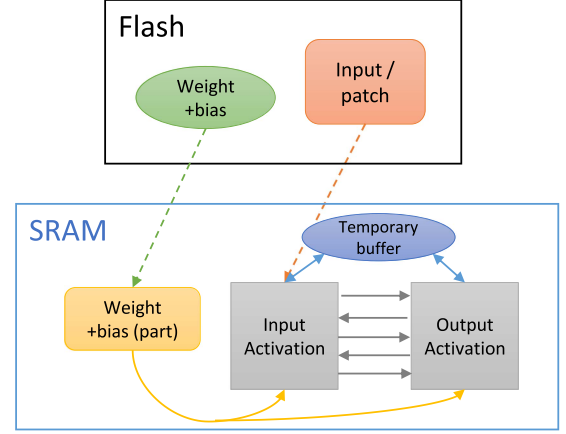 Flash
Weight
+bias
Input /
patch
SRAM
Temporary
buffer
Weight
+bias (part)
Input
Activation
Output
Activation